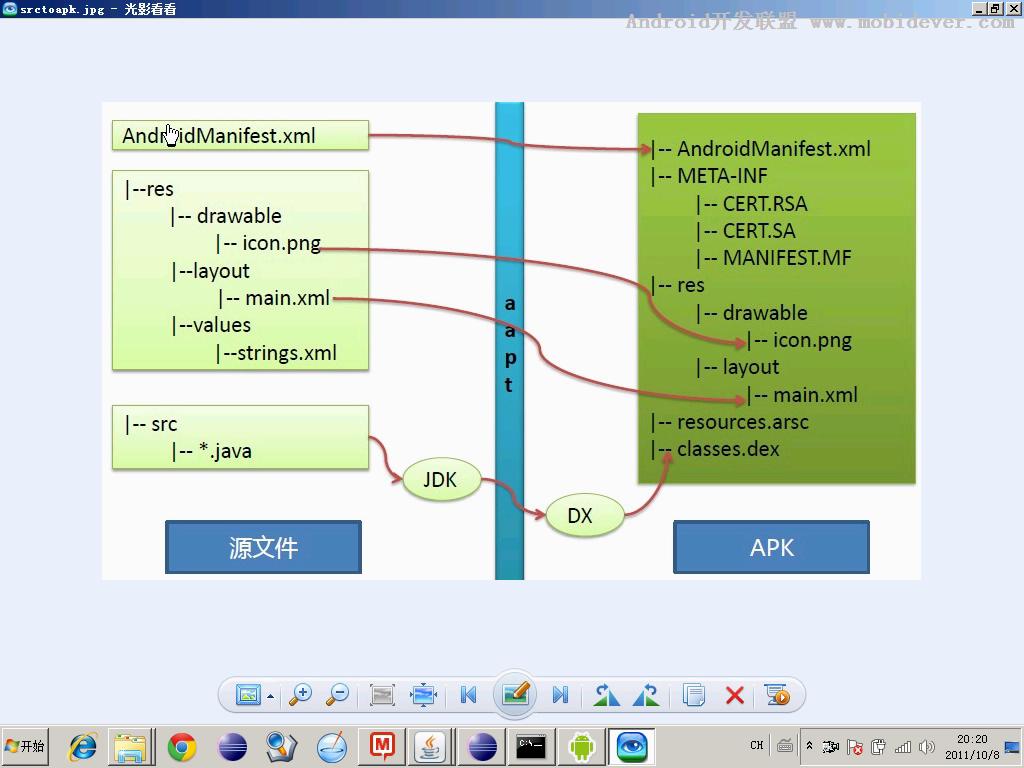 srctoapk.jpg - 光影看看
Android开发联盟 www.mobidever.com
AndroidManifest.xml
|--res
|-- drawable
|-- icon.png
|--layout
|-- main.xml
|--values
|--strings.xml
|-- src
|-- *.java
JDK
源文件
aapt
DX
|-- AndroidManifest.xml
|-- META-INF
|-- CERT.RSA
|-- CERT.SA
|-- MANIFEST.MF
|-- res
|-- drawable
|-- icon.png
|-- layout
|-- main.xml
|-- resources.arsc
|-- classes.dex
APK
开始
C:\
CH
20:20
2011/10/8